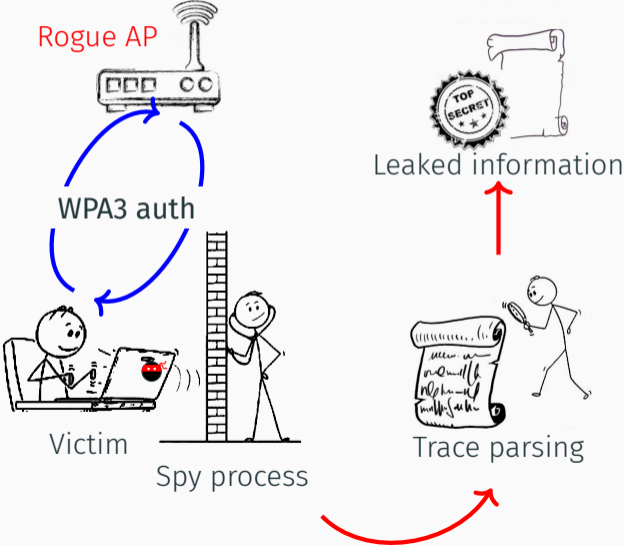 Rogue AP
TOP
SECRET
Leaked information
WPA3 auth
Victim
Spy process
Trace parsing